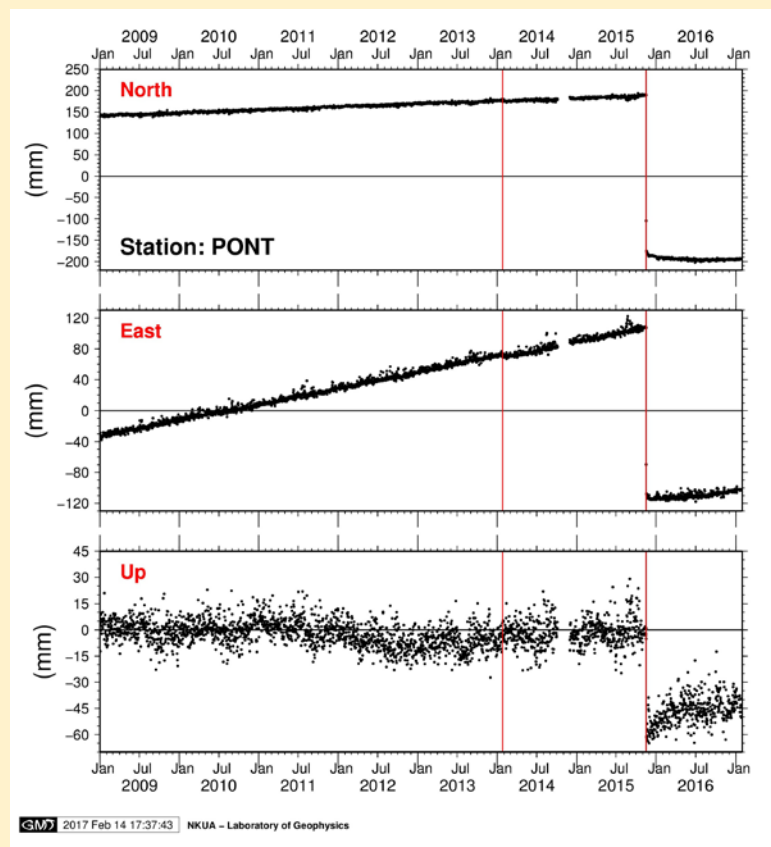 2009 2010 2011 2012 2013 2014 2015 2016
Jan Jul Jan Jul Jan Jul Jan Jul Jan Jul Jan Jul Jan Jul Jan Jul Jan
250
200
150
100
50
0
−50
−100
−150
−200
(mm)
North
Station: PONT
120
80
40
0
−40
−80
−120
(mm)
East
45
30
15
0
−15
−30
−45
−60
(mm)
Up
Jan Jul Jan Jul Jan Jul Jan Jul Jan Jul Jan Jul Jan Jul Jan Jul Jan
2009 2010 2011 2012 2013 2014 2015 2016
GMT 2017 Feb 14 17:37:43 NKUA − Laboratory of Geophysics